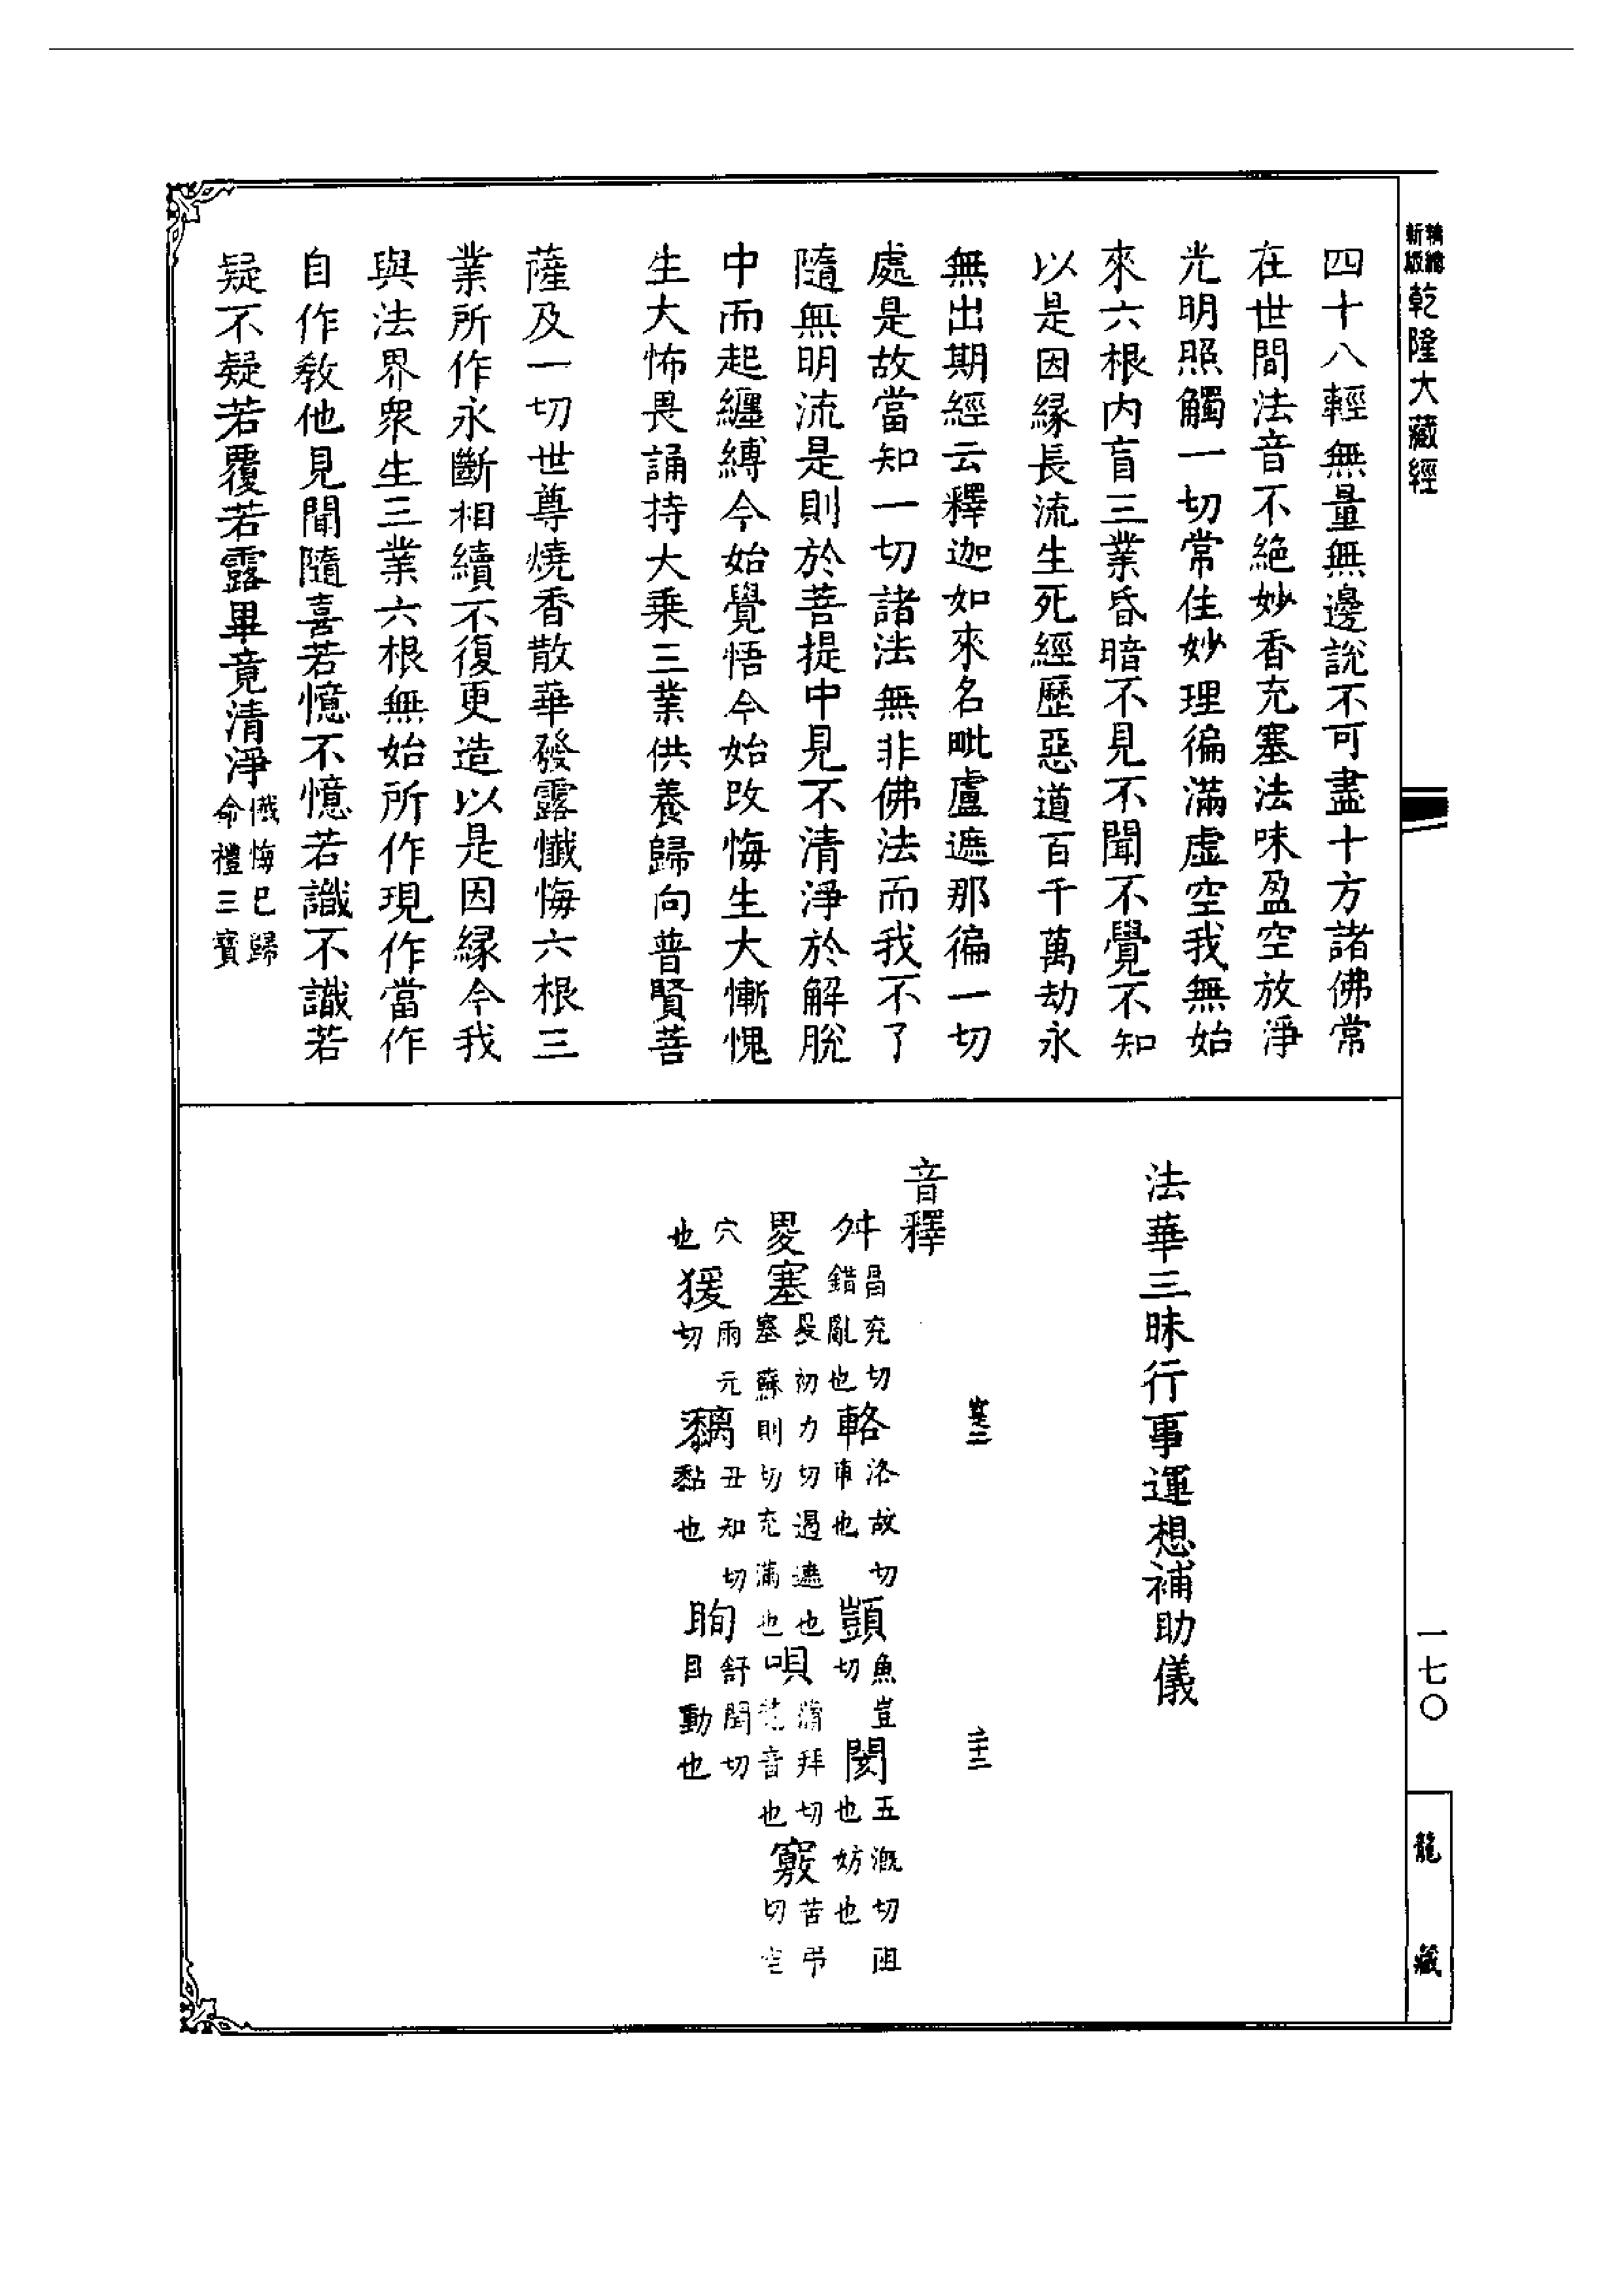 乾隆大藏經
四十八輕無量無邊說不可盡十方諸佛常
在世間法音不絕妙香充塞法味盈空放淨
光明照觸一切常住妙理徧滿虛空我無始
來六根内盲三業昏暗不見不聞不覺不知
以是因緣長流生死經歷惡道百千萬劫永
無出期經云釋迦如來名毗盧遮那徧一切
處是故當知一切諸法無非佛法而我不了
隨無明流是則於菩提中見不清淨於解脫
中而起纏縛今始覺悟今始改悔生大慚愧
生大怖畏誦持大乘三業供養歸向普賢菩
薩及一切世尊燒香散華發露懺悔六根三
業所作永斷相續不復更造以是因緣今我
與法界衆生三業六根無始所作現作當作
自作教他見聞隨喜若憶不憶若識不識若
疑不疑若覆若露畢竟清淨懺悔已歸命禮三寶
法華三昧行事運想補助儀
音釋
舛昌兗切錯亂也輅洛故切車也顗魚豈切閡五溉切阻也妨也
畟塞畟初力切遏遮也塞蘇則切充滿也唄蒲拜切梵音也竅苦弔切空
穴也猨雨元切黐丑知切黏也眴舒閏切目動也
一七〇
龍藏